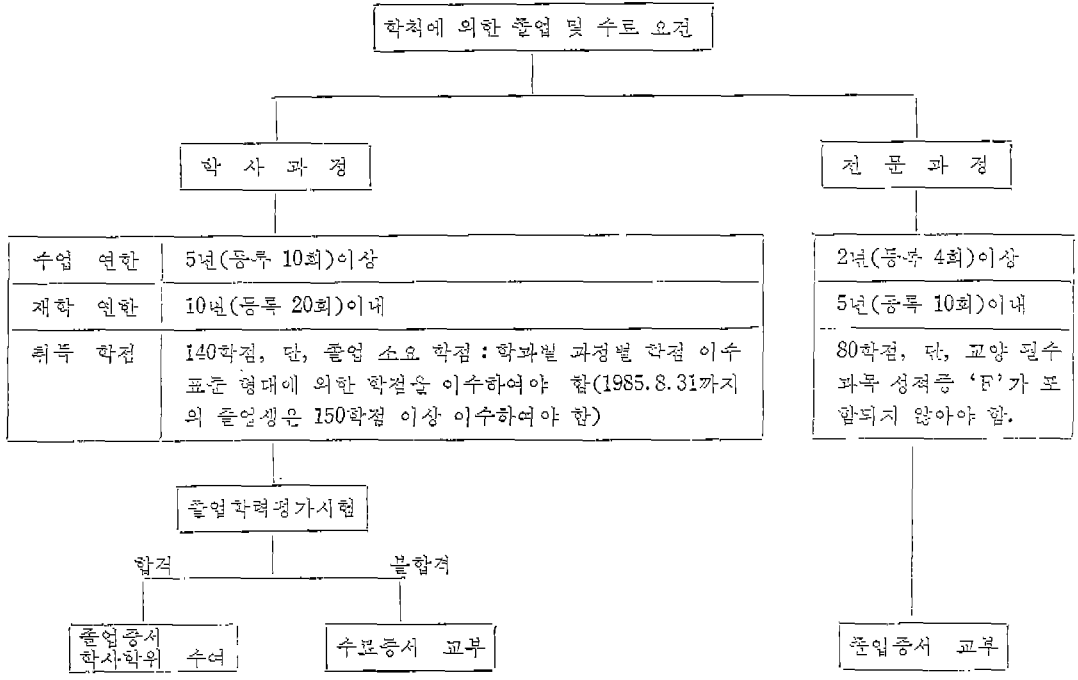 학칙에 의한 졸업 및 수료 요건
학 사 과 정
전 문 과 정
수업 연한 5년(등록 10회)이상
2년(등록 4회)이상
재학 연한 10년(등록 20회)이내
5년(등록 10회)이내
취득 학점 140학점, 단, 졸업 소요 학점 : 학과별 과정별 학점 이수
표준 형태에 의한 학점을 이수하여야 함(1985.8.31까지
의 졸업생은 150학점 이상 이수하여야 함)
80학점, 단, 교양 필수
과목 성적중 ‘F’가 포
함되지 않아야 함.
졸업학력평가시험
합격
불합격
졸업증서
학사학위 수여
수료증서 교부
졸업증서 교부